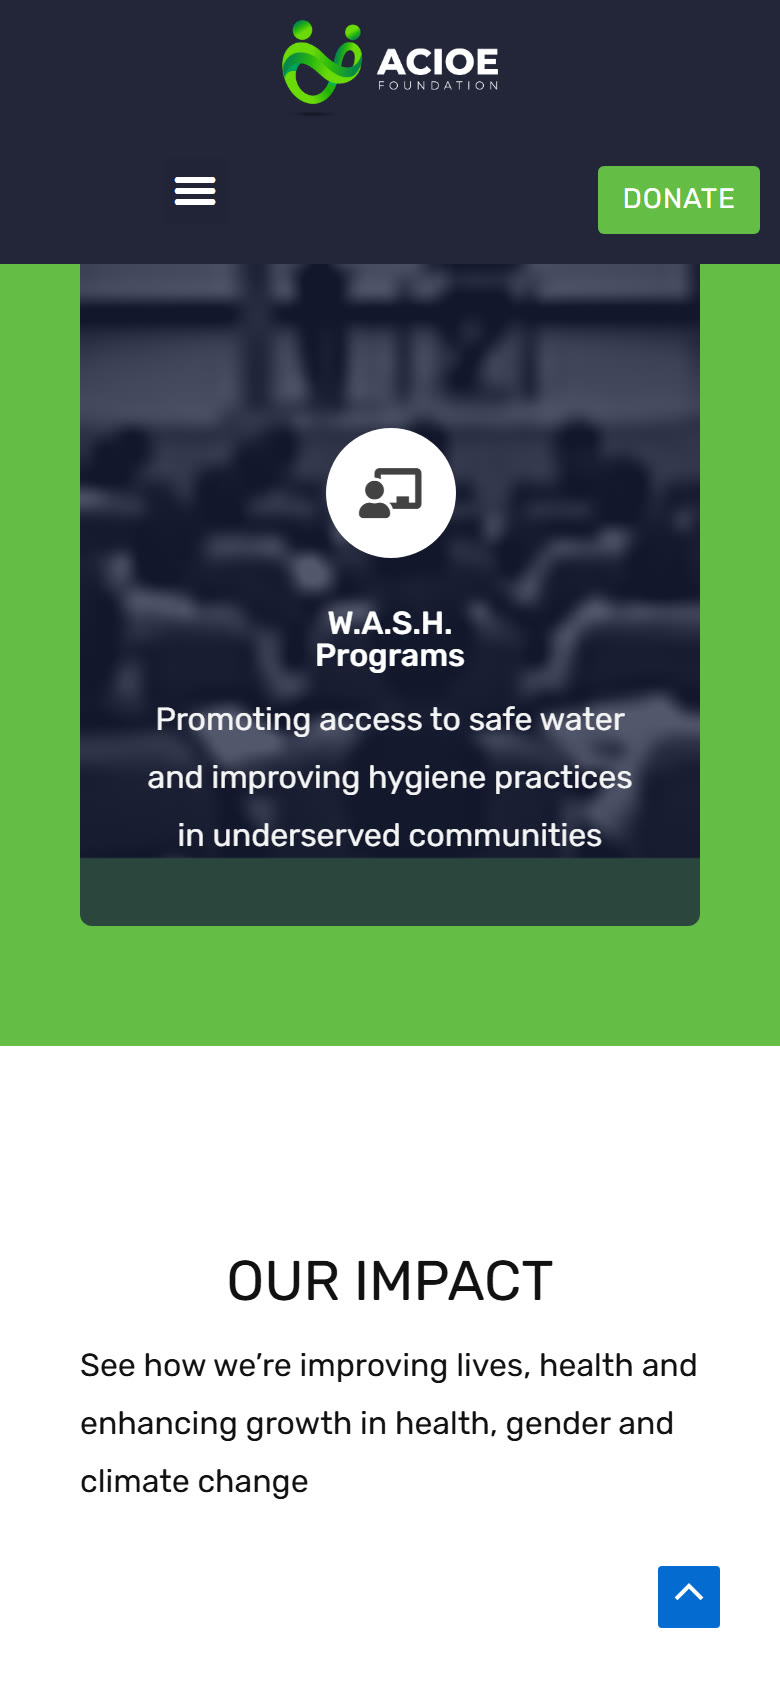 ACIOE
FOUNDATION
DONATE
W.A.S.H.
Programs
Promoting access to safe water
and improving hygiene practices
in underserved communities
OUR IMPACT
See how we’re improving lives, health and
enhancing growth in health, gender and
climate change